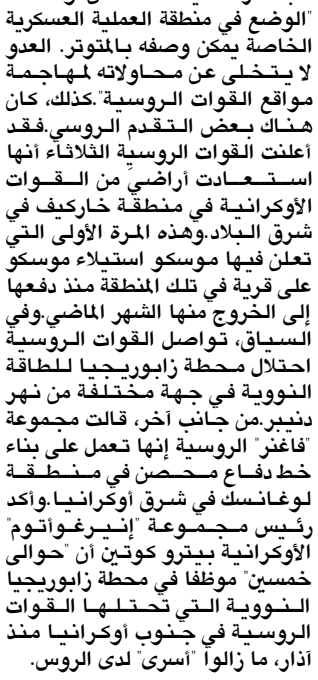 "الوضع في منطقة العملية العسكرية
الخاصة يمكن وصفه بالمتوتر. العدو
لا يتخلى عن محاولاته لمهاجمة
مواقع القوات الروسية".كذلك، كان
هناك بعض التقدم الروسي.فقد
أعلنت القوات الروسية الثلاثاء أنها
استعادت أراضيَ من القوات
الأوكرانية في منطقة خاركيف في
شرق البلاد.وهذه المرة الأولى التي
تعلن فيها موسكو استيلاء موسكو
على قرية في تلك المنطقة منذ دفعها
إلى الخروج منها الشهر الماضي.وفي
السياق، تواصل القوات الروسية
احتلال محطة زابوريجيا للطاقة
النووية في جهة مختلفة من نهر
دنيبر.من جانب آخر، قالت مجموعة
"فاغنر" الروسية إنها تعمل على بناء
خط دفاع محصن في منطقة
لوغانسك في شرق أوكرانيا.وأكد
رئيس مجموعة "إنيرغوأتوم"
الأوكرانية بيترو كوتين أن "حوالى
خمسين" موظفا في محطة زابوريجيا
النووية التي تحتلها القوات
الروسية في جنوب أوكرانيا منذ
آذار، ما زالوا "أسرى" لدى الروس.